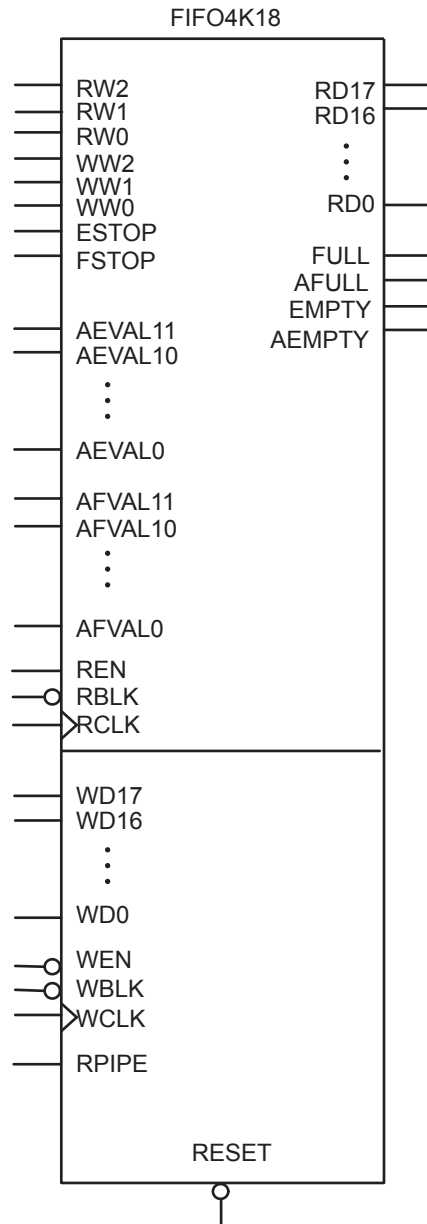 FIFO4K18
RW2
RW1
RW0
WW2
WW1
WW0
ESTOP
FSTOP
AEVAL11
AEVAL10
AEVAL0
AFVAL11
AFVAL10
AFVAL0
REN
RBLK
RCLK
RD17
RD16
RD0
FULL
AFULL
EMPTY
AEMPTY
WD17
WD16
WD0
WEN
WBLK
WCLK
RPIPE
RESET